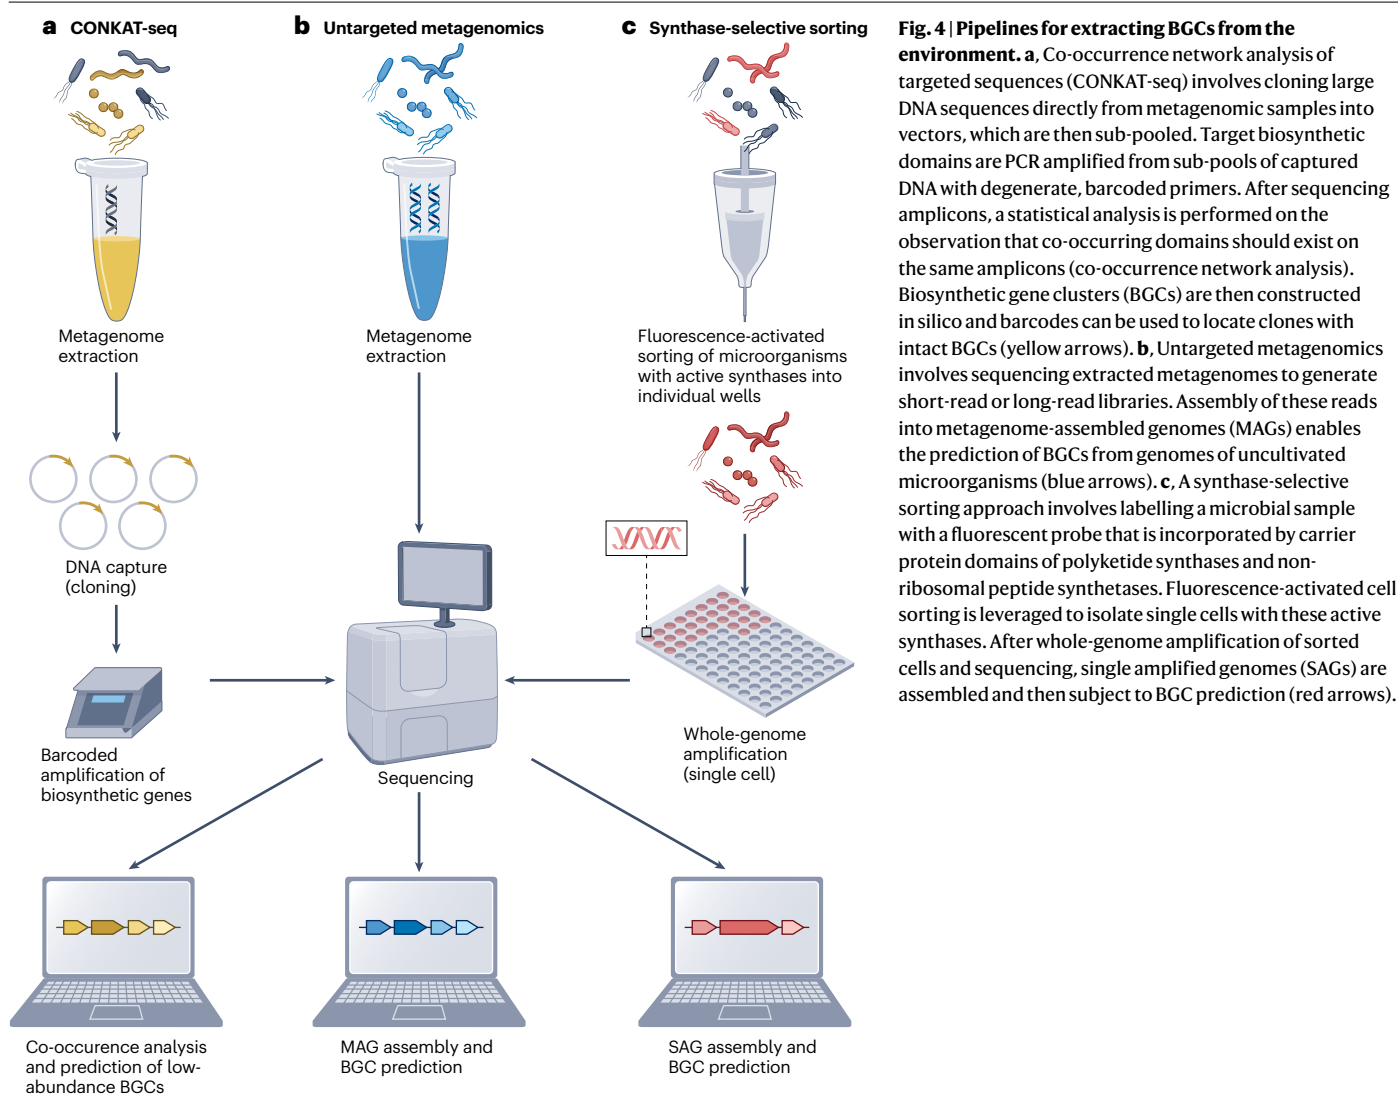 a CONKAT-seq
b Untargeted metagenomics
c Synthase-selective sorting
Metagenome
extraction
Metagenome
extraction
Fluorescence-activated
sorting of microorganisms
with active synthases into
individual wells
DNA capture
(cloning)
Barcoded
amplification of
biosynthetic genes
Sequencing
Whole-genome
amplification
(single cell)
Co-occurence analysis
and prediction of low-
abundance BGCs
MAG assembly and
BGC prediction
SAG assembly and
BGC prediction
Fig. 4 | Pipelines for extracting BGCs from the
environment. a, Co-occurrence network analysis of
targeted sequences (CONKAT-seq) involves cloning large
DNA sequences directly from metagenomic samples into
vectors, which are then sub-pooled. Target biosynthetic
domains are PCR amplified from sub-pools of captured
DNA with degenerate, barcoded primers. After sequencing
amplicons, a statistical analysis is performed on the
observation that co-occurring domains should exist on
the same amplicons (co-occurrence network analysis).
Biosynthetic gene clusters (BGCs) are then constructed
in silico and barcodes can be used to locate clones with
intact BGCs (yellow arrows). b, Untargeted metagenomics
involves sequencing extracted metagenomes to generate
short-read or long-read libraries. Assembly of these reads
into metagenome-assembled genomes (MAGs) enables
the prediction of BGCs from genomes of uncultivated
microorganisms (blue arrows). c, A synthase-selective
sorting approach involves labelling a microbial sample
with a fluorescent probe that is incorporated by carrier
protein domains of polyketide synthases and non-
ribosomal peptide synthetases. Fluorescence-activated cell
sorting is leveraged to isolate single cells with these active
synthases. After whole-genome amplification of sorted
cells and sequencing, single amplified genomes (SAGs) are
assembled and then subject to BGC prediction (red arrows).